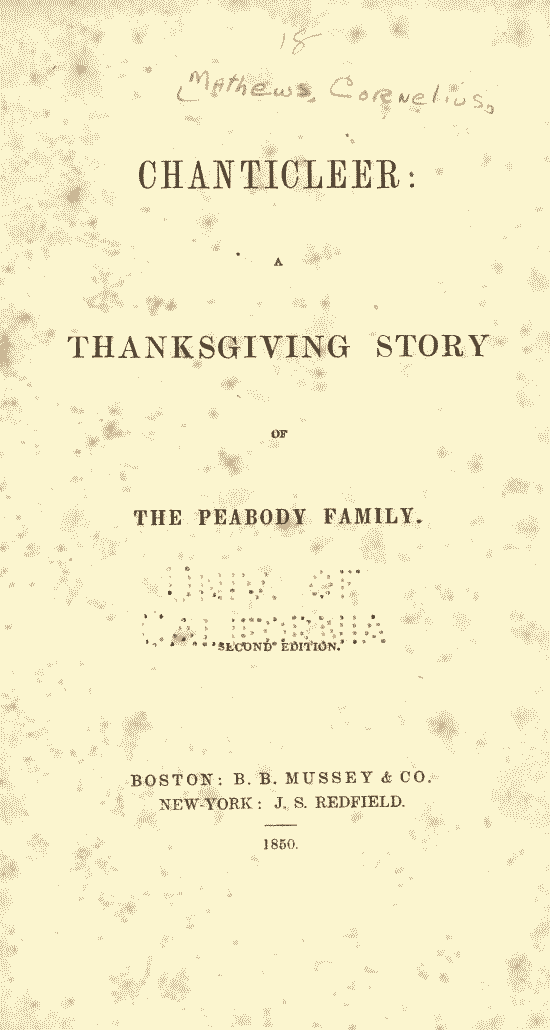 18
Mathews, Cornelius,
CHANTICLEER:
A
THANKSGIVING STORY
OF
THE PEABODY FAMILY.
UNIV. OF
CALIFORNIA
SECOND EDITION.
BOSTON: B. B. MUSSEY & CO.
NEW-YORK: J. S. REDFIELD.
1850.